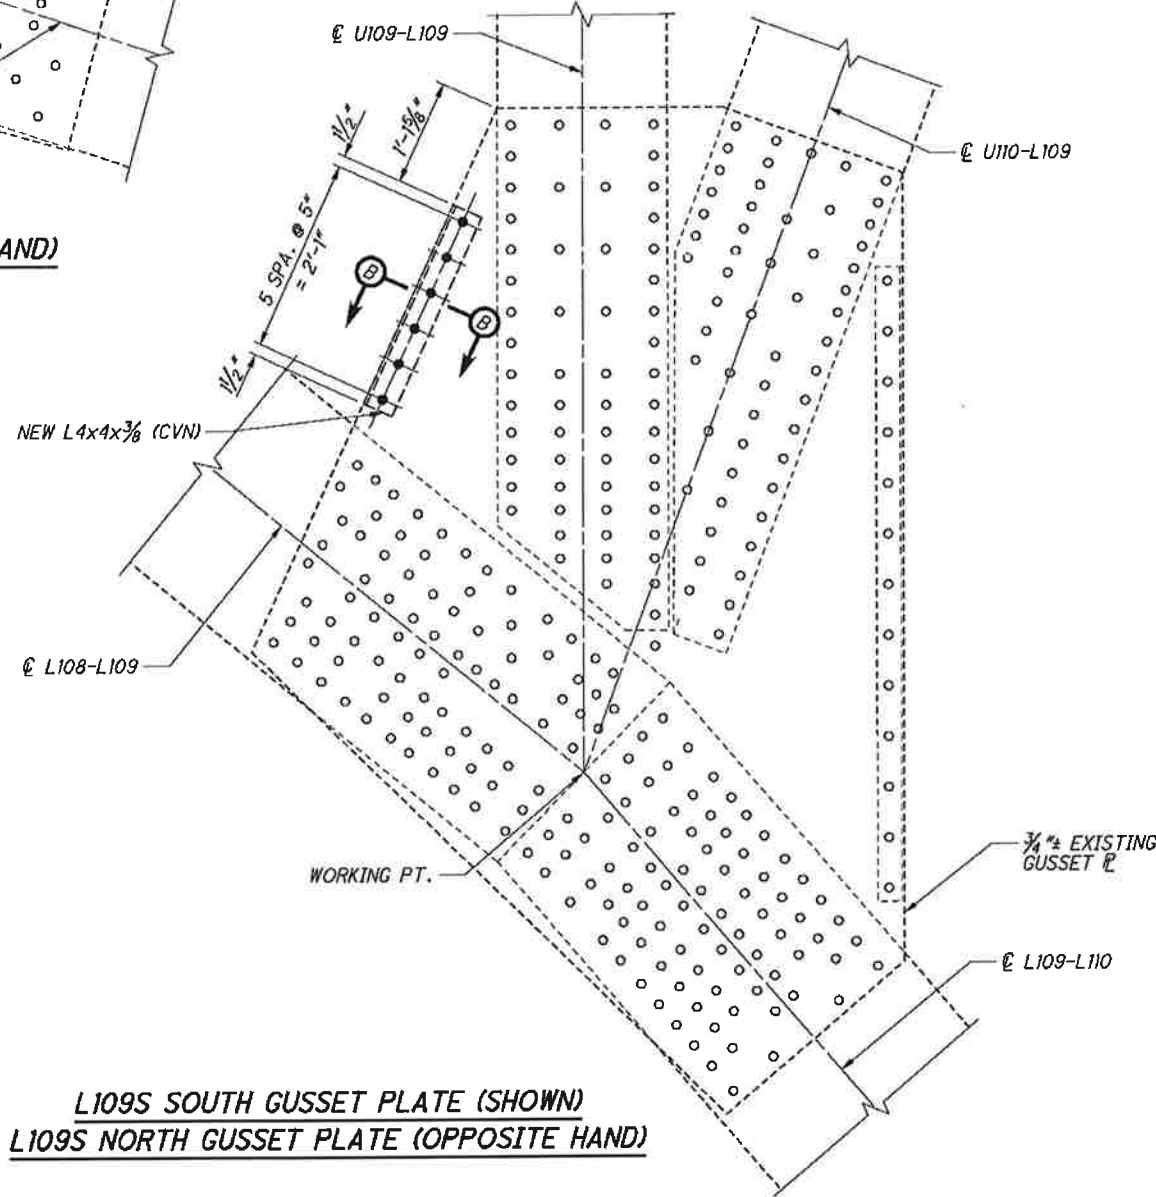 ℄ U109-L109
1½"
1'-1⅝"
℄ U110-L109
AND)
5 SPA. @ 5"
= 2'-1"
B
B
1½"
NEW L4x4x⅜ (CVN)
℄ L108-L109
WORKING PT.
¾"± EXISTING
GUSSET ℙL
℄ L109-L110
L109S SOUTH GUSSET PLATE (SHOWN)
L109S NORTH GUSSET PLATE (OPPOSITE HAND)